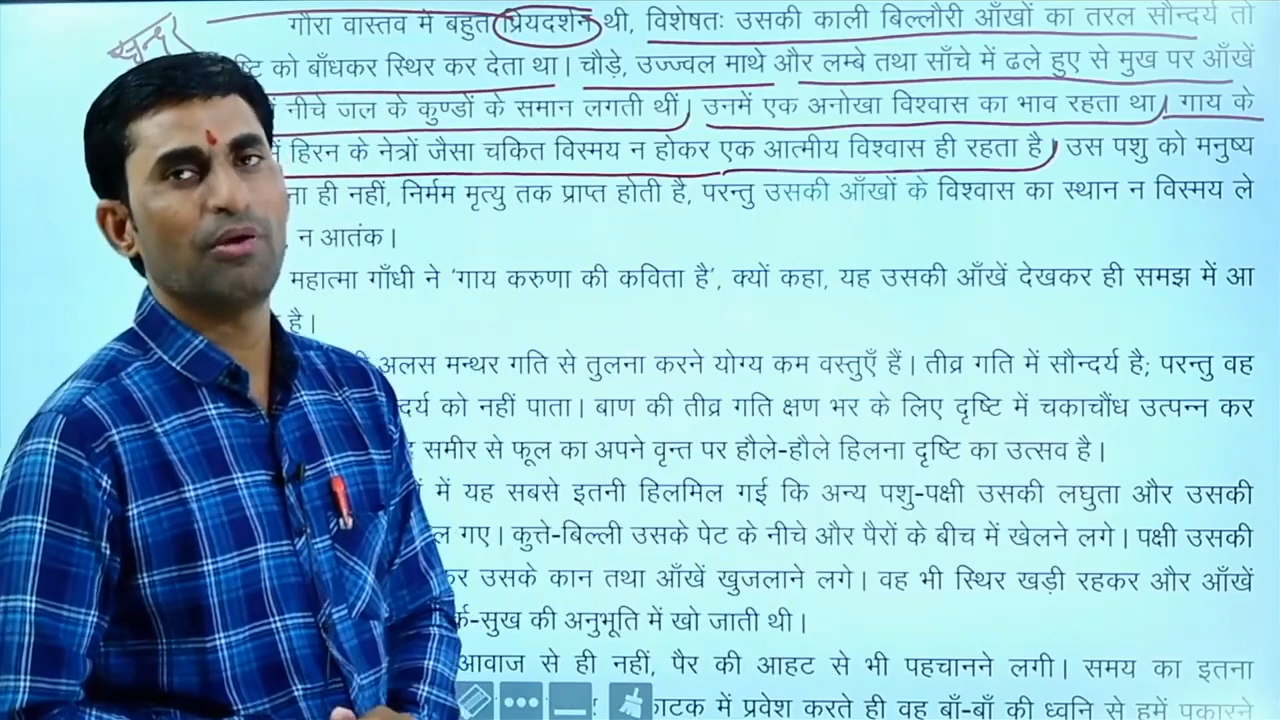 गौरा वास्तव में बहुत प्रियदर्शन थी, विशेषतः उसकी काली बिल्लौरी आँखों का तरल सौन्दर्य तो
सुन्दर
को बाँधकर स्थिर कर देता था। चौड़े, उज्ज्वल माथे और लम्बे तथा साँचे में ढले हुए से मुख पर आँखें
नीचे जल के कुण्डों के समान लगती थीं। उनमें एक अनोखा विश्वास का भाव रहता था। गाय के
हिरन के नेत्रों जैसा चकित विस्मय न होकर एक आत्मीय विश्वास ही रहता है। उस पशु को मनुष्य
ही नहीं, निर्मम मृत्यु तक प्राप्त होती है, परन्तु उसकी आँखों के विश्वास का स्थान न विस्मय ले
न आतंक।
महात्मा गाँधी ने 'गाय करुणा की कविता है', क्यों कहा, यह उसकी आँखें देखकर ही समझ में आ
है।
अलस मन्थर गति से तुलना करने योग्य कम वस्तुएँ हैं। तीव्र गति में सौन्दर्य है; परन्तु वह
को नहीं पाता। बाण की तीव्र गति क्षण भर के लिए दृष्टि में चकाचौंध उत्पन्न कर
समीर से फूल का अपने वृन्त पर हौले-हौले हिलना दृष्टि का उत्सव है।
में यह सबसे इतनी हिलमिल गई कि अन्य पशु-पक्षी उसकी लघुता और उसकी
गए। कुत्ते-बिल्ली उसके पेट के नीचे और पैरों के बीच में खेलने लगे। पक्षी उसकी
उसके कान तथा आँखें खुजलाने लगे। वह भी स्थिर खड़ी रहकर और आँखें
सुख की अनुभूति में खो जाती थी।
आवाज से ही नहीं, पैर की आहट से भी पहचानने लगी। समय का इतना
में प्रवेश करते ही वह बाँ-बाँ की ध्वनि से हमें पुकारने